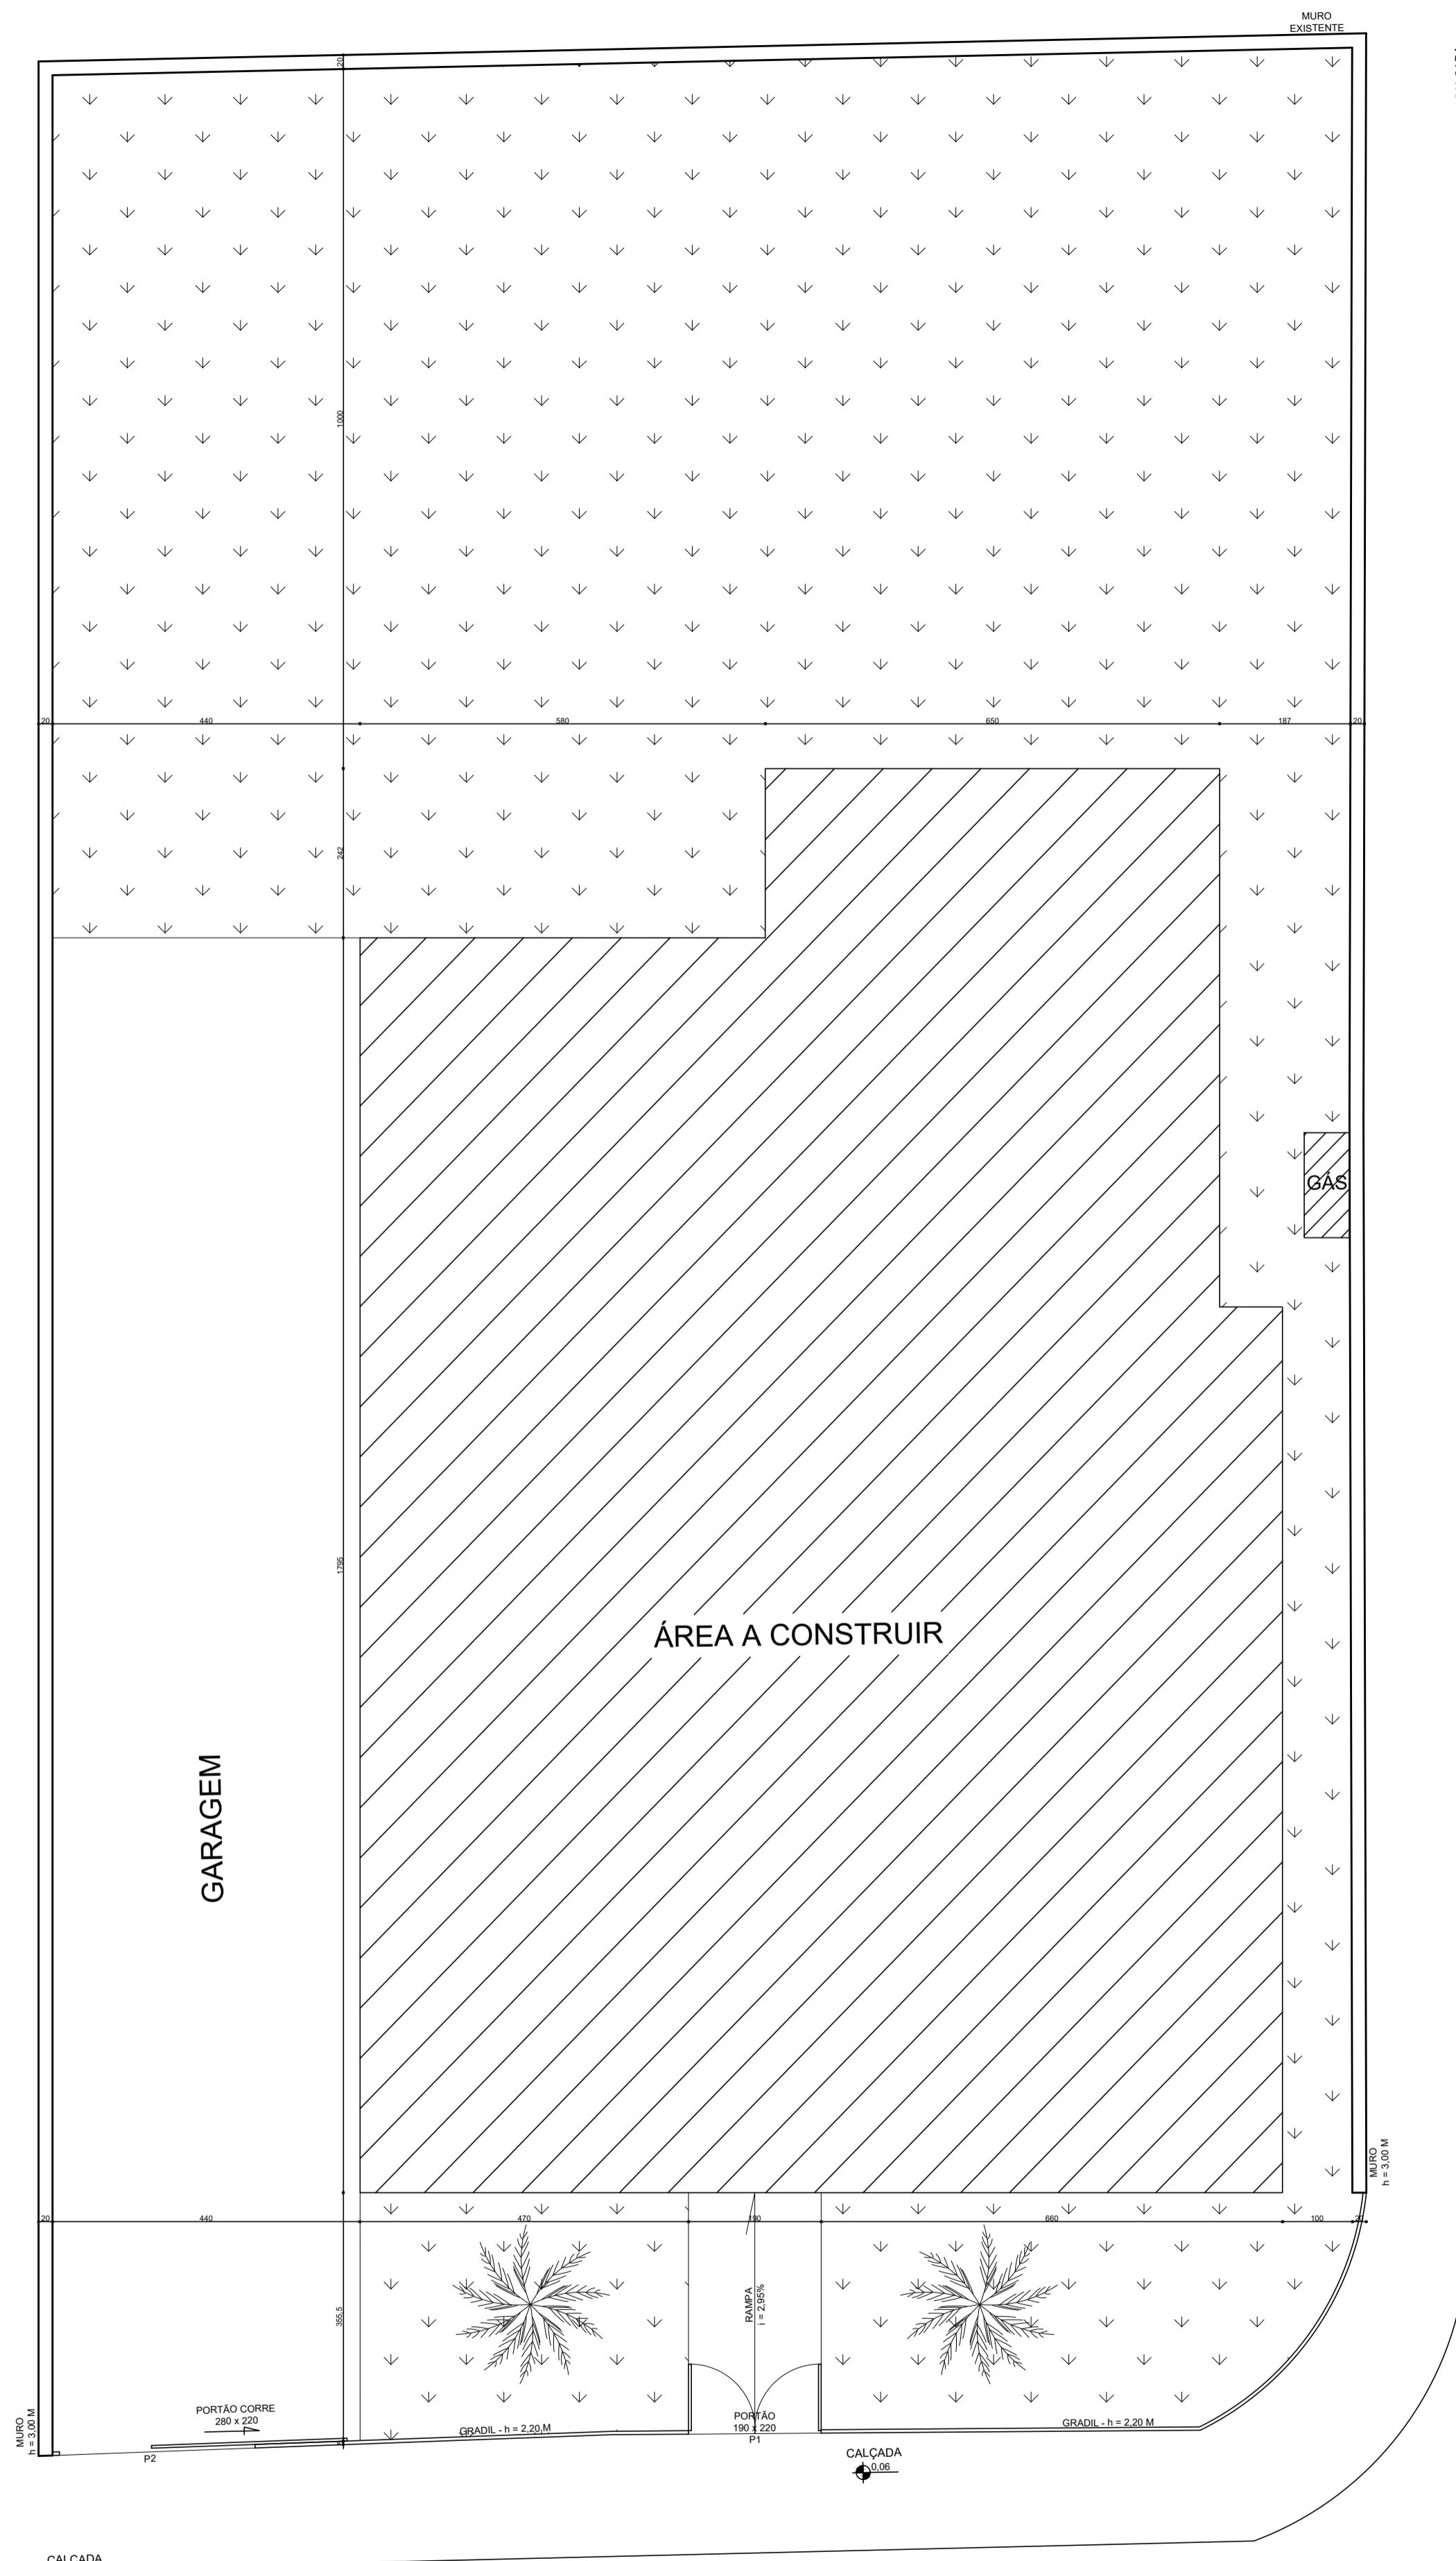 MURO
EXISTENTE
20
1000
20
440
580
650
187
20
242
GÁS
1795
ÁREA A CONSTRUIR
GARAGEM
MURO
h = 3,00 M
20
440
470
190
660
100
20
RAMPA
i = 2,95%
355.5
PORTÃO CORRE
280 x 220
MURO
h = 3,00 M
GRADIL - h = 2,20 M
PORTÃO
190 x 220
GRADIL - h = 2,20 M
P1
P2
CALÇADA
0,06
CALÇADA